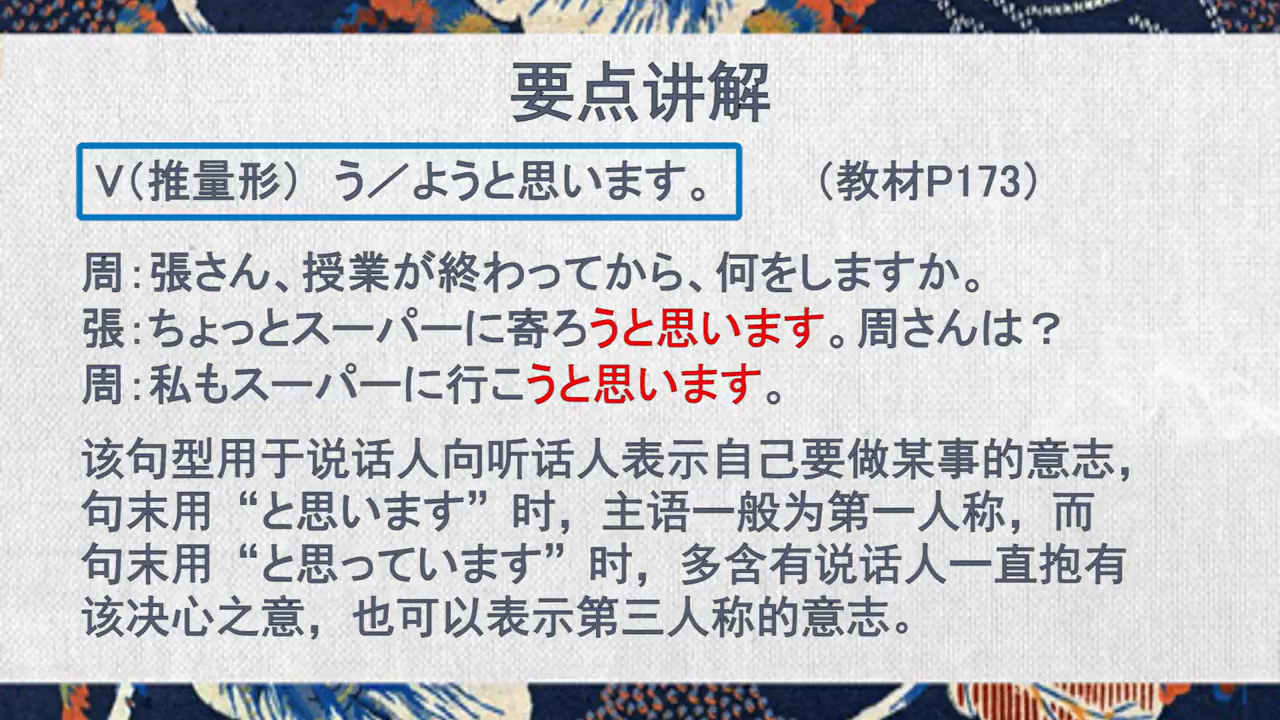 要点讲解
V（推量形） う／ようと思います。 （教材P173）
周：張さん、授業が終わってから、何をしますか。
張：ちょっとスーパーに寄ろうと思います。周さんは？
周：私もスーパーに行こうと思います。
该句型用于说话人向听话人表示自己要做某事的意志，
句末用“と思います”时，主语一般为第一人称，而
句末用“と思っています”时，多含有说话人一直抱有
该决心之意，也可以表示第三人称的意志。